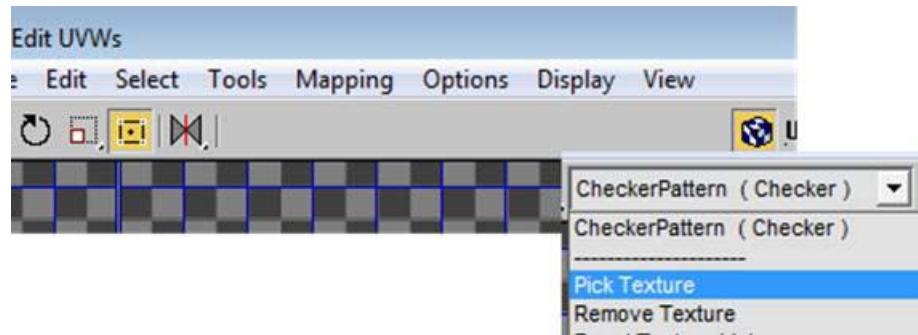 Edit UVWs
Edit Select Tools Mapping Options Display View
CheckerPattern ( Checker )
CheckerPattern ( Checker )
--------------------
Pick Texture
Remove Texture